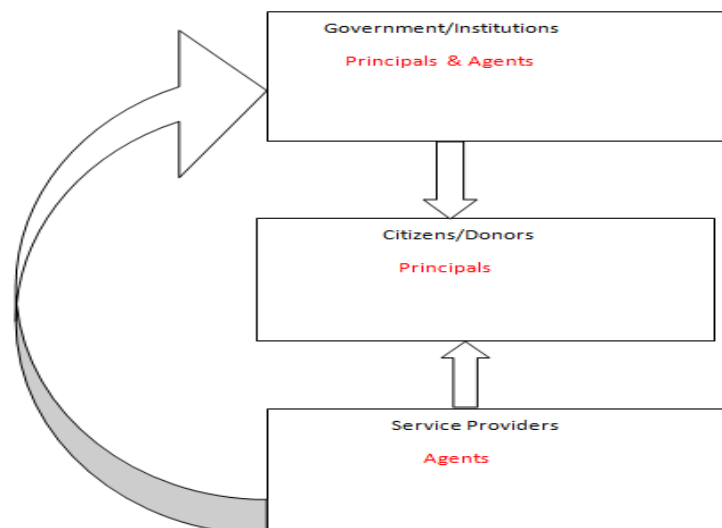 Government/Institutions
Principals & Agents
Citizens/Donors
Principals
Service Providers
Agents